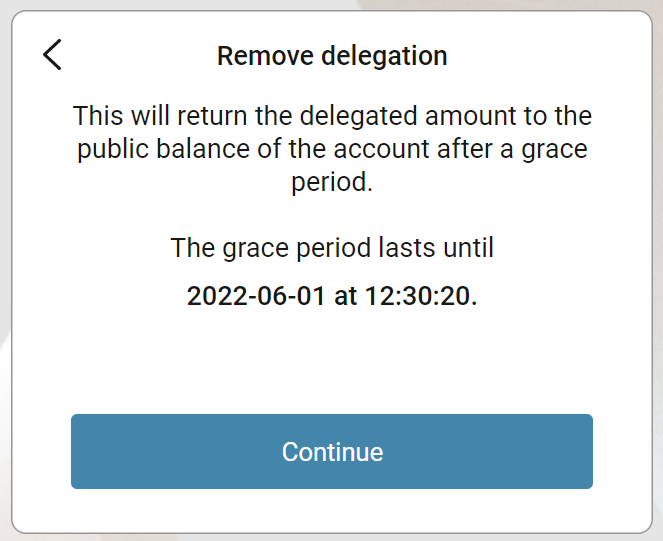 Remove delegation
This will return the delegated amount to the
public balance of the account after a grace
period.
The grace period lasts until
2022-06-01 at 12:30:20.
Continue